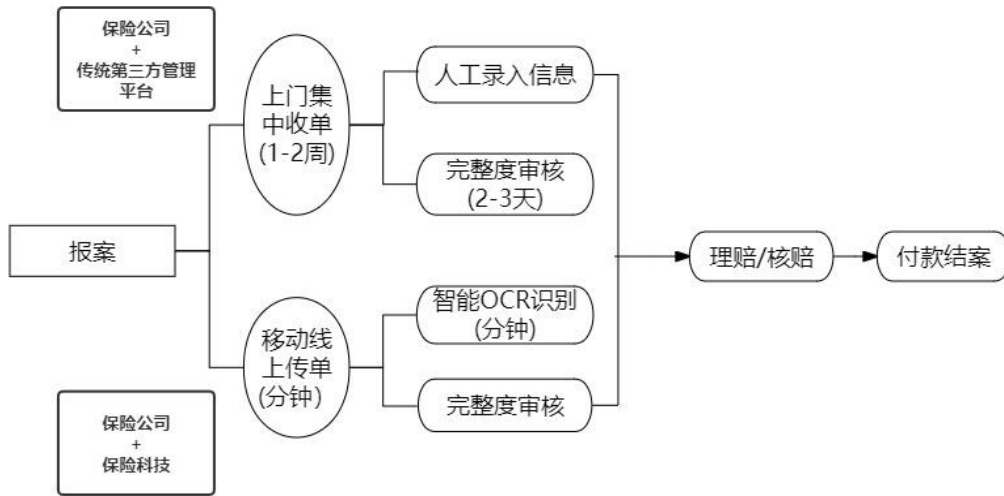 保险公司
+
传统第三方管理
平台
上门集
中收单
(1-2周)
人工录入信息
完整度审核
(2-3天)
报案
理赔/核赔
付款结案
移动线
上传单
(分钟）
智能OCR识别
(分钟)
完整度审核
保险公司
+
保险科技